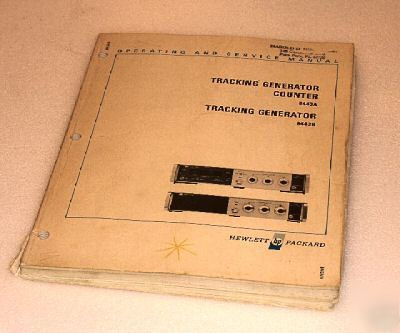 OPERATING AND SERVICE MANUAL
TRACKING GENERATOR
COUNTER
8443A
TRACKING GENERATOR
8443B
HEWLETT hp PACKARD